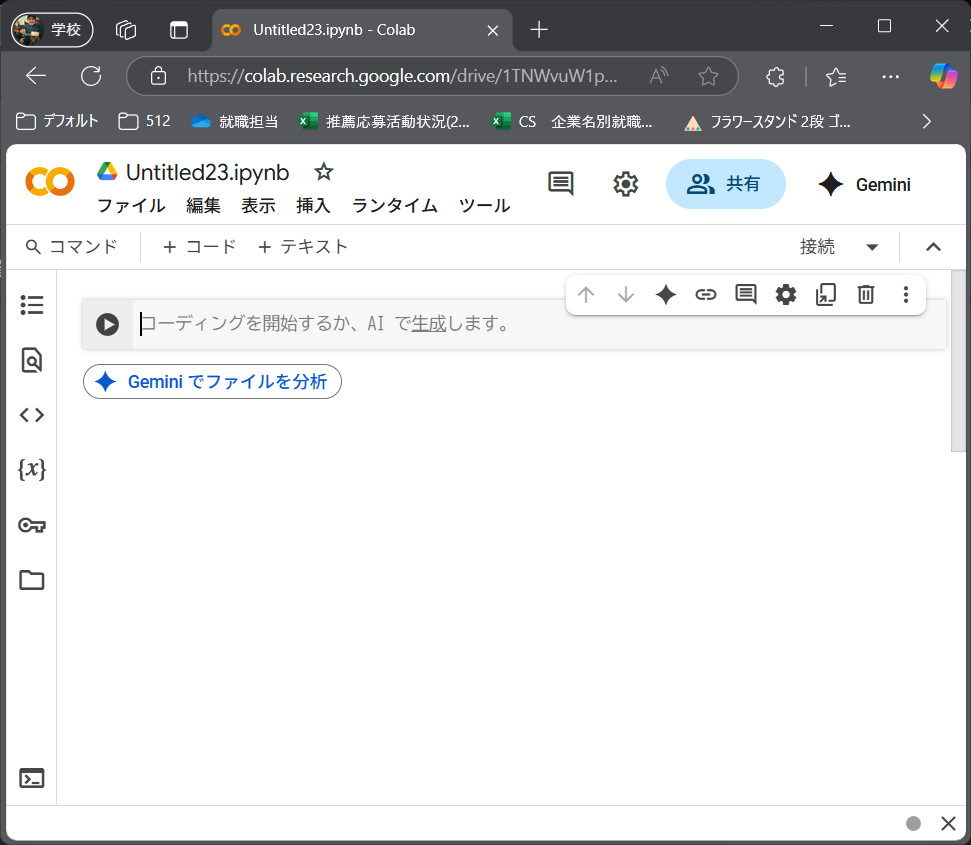 学校
Untitled23.ipynb - Colab
https://colab.research.google.com/drive/1TNWvuW1p...
デフォルト
512
就職担当
推薦応募活動状況(2...
CS 企業名別就職...
フラワースタンド 2段 ゴ...
Untitled23.ipynb
共有
Gemini
ファイル 編集 表示 挿入 ランタイム ツール
コマンド
+ コード
+ テキスト
接続
コーディングを開始するか、AI で生成します。
Gemini でファイルを分析
{x}